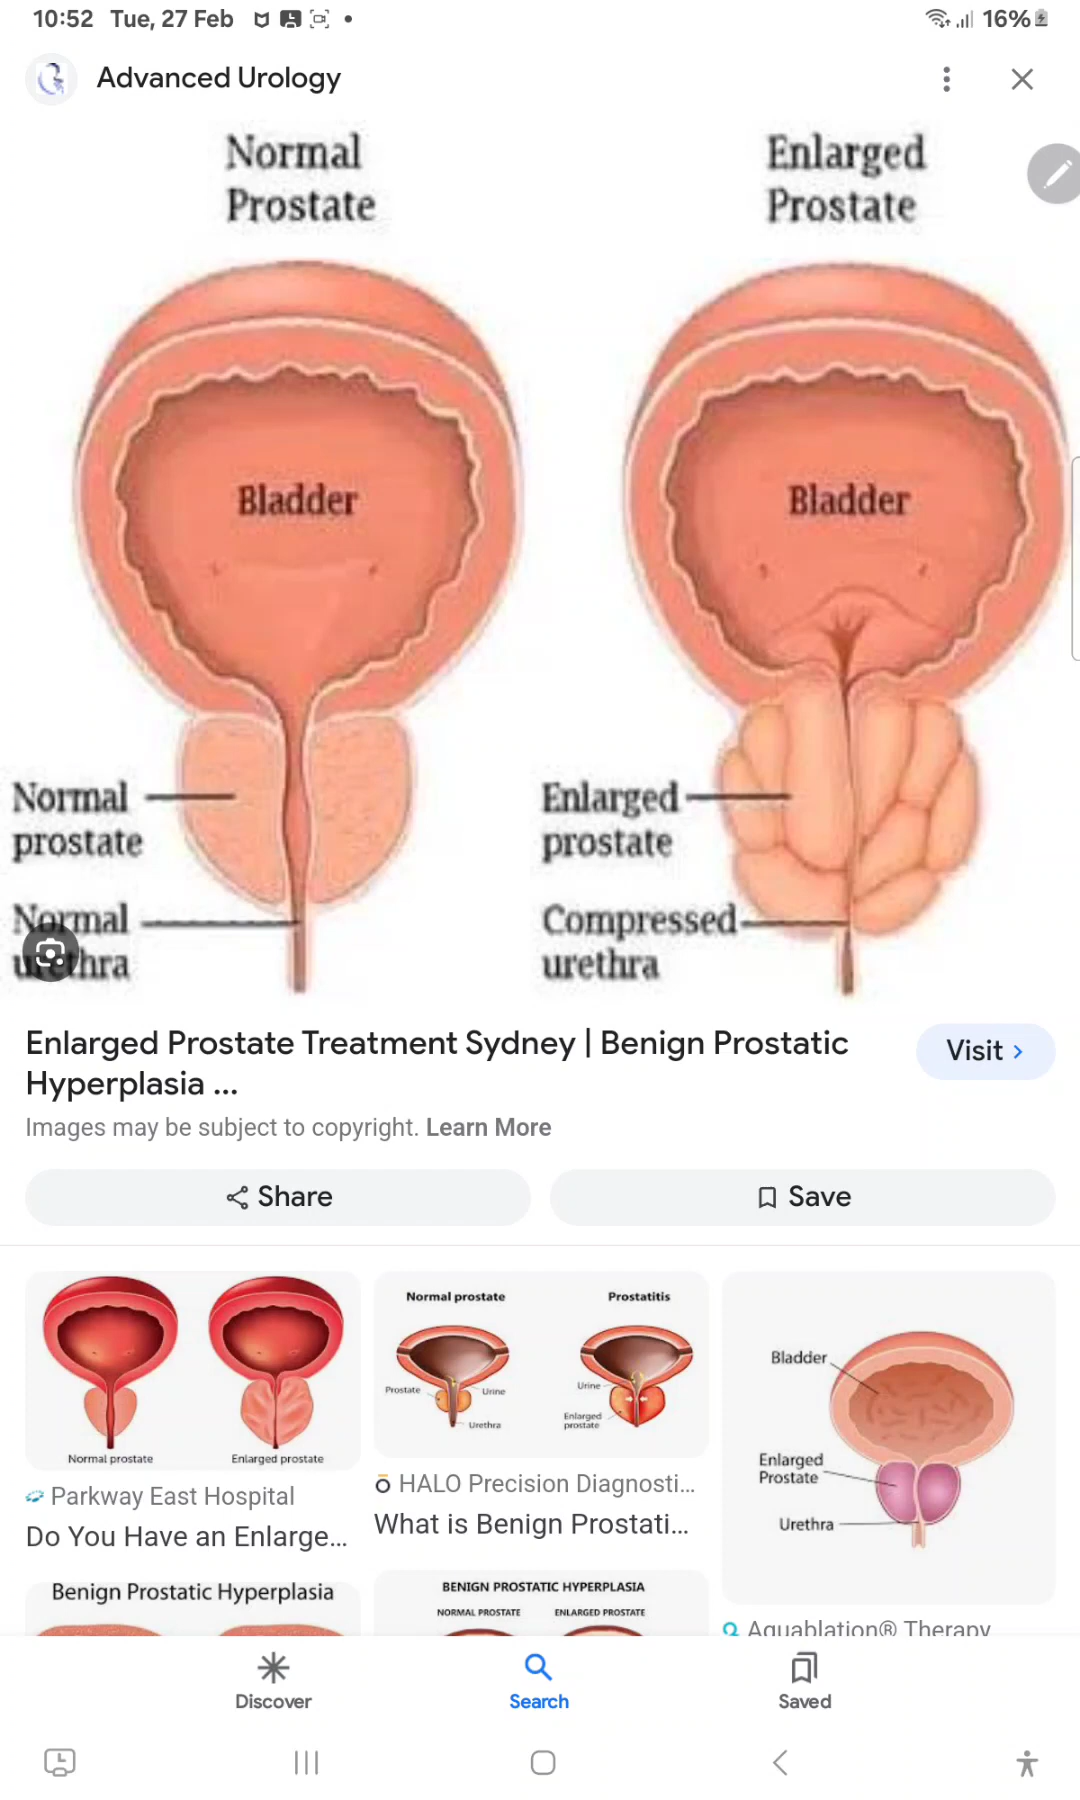 10:52 Tue, 27 Feb
16%
Advanced Urology
Normal
Prostate
Enlarged
Prostate
Bladder
Bladder
Normal
prostate
Enlarged
prostate
Normal
urethra
Compressed
urethra
Enlarged Prostate Treatment Sydney | Benign Prostatic
Hyperplasia ...
Visit
Images may be subject to copyright. Learn More
Share
Save
Normal prostate
Enlarged prostate
Parkway East Hospital
Do You Have an Enlarge...
Normal prostate
Prostatitis
Prostate
Urine
Urethra
Urine
Enlarged
prostate
HALO Precision Diagnosti...
What is Benign Prostati...
Bladder
Enlarged
Prostate
Urethra
Aquablation® Therapy
Benign Prostatic Hyperplasia
BENIGN PROSTATIC HYPERPLASIA
NORMAL PROSTATE
ENLARGED PROSTATE
Discover
Search
Saved